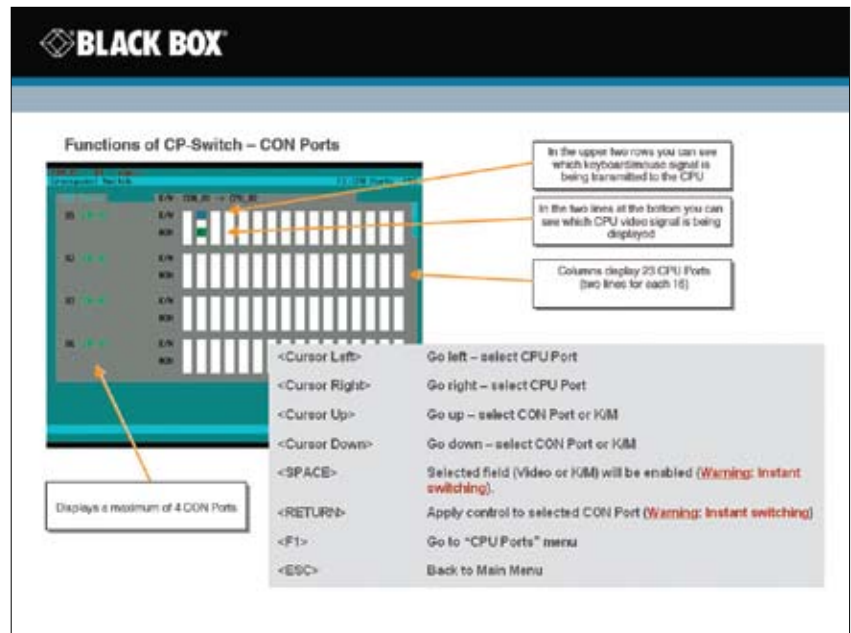 BLACK BOX
Functions of CP-Switch – CON Ports
In the upper two rows you can see
which keyboard/mouse signal is
being transmitted to the CPU
In the two lines at the bottom you can
see which CPU video signal is being
displayed
Columns display 23 CPU Ports
(two lines for each 16)
Switch
K/M
K/M
K/M
K/M
K/M
Displays a maximum of 4 CON Ports
<Cursor Left> Go left – select CPU Port
<Cursor Right> Go right – select CPU Port
<Cursor Up> Go up – select CON Port or K/M
<Cursor Down> Go down – select CON Port or K/M
<SPACE> Selected field (Video or K/M) will be enabled (Warning: Instant
switching).
<RETURN> Apply control to selected CON Port (Warning: Instant switching)
<F1> Go to "CPU Ports" menu
<ESC> Back to Main Menu